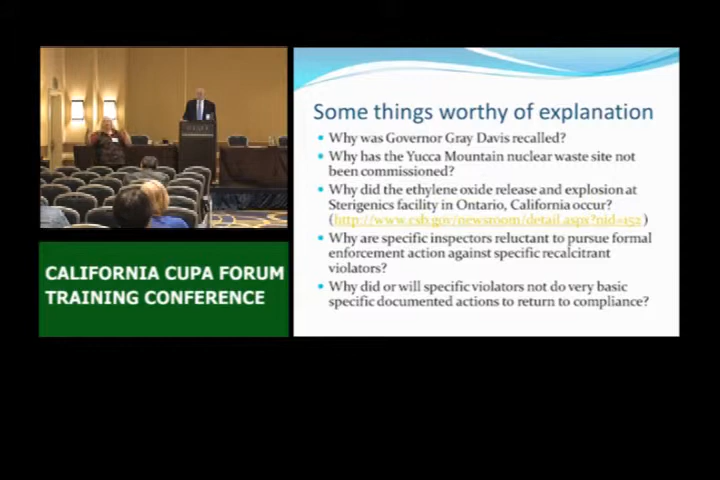 Some things worthy of explanation
• Why was Governor Gray Davis recalled?
• Why has the Yucca Mountain nuclear waste site not
been commissioned?
• Why did the ethylene oxide release and explosion at
Sterigenics facility in Ontario, California occur?
(http://www.csb.gov/newsroom/detail.aspx?nid=152)
• Why are specific inspectors reluctant to pursue formal
enforcement action against specific recalcitrant
violators?
• Why did or will specific violators not do very basic
specific documented actions to return to compliance?
CALIFORNIA CUPA FORUM
TRAINING CONFERENCE